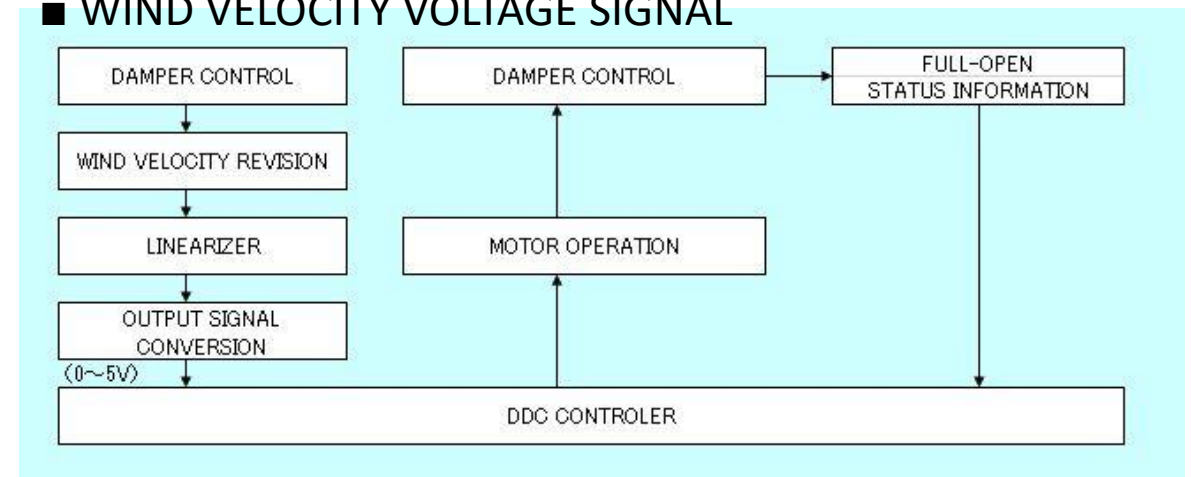 ■ WIND VELOCITY VOLTAGE SIGNAL
DAMPER CONTROL
WIND VELOCITY REVISION
LINEARIZER
OUTPUT SIGNAL
CONVERSION
(0~5V)
DAMPER CONTROL
MOTOR OPERATION
FULL-OPEN
STATUS INFORMATION
DDC CONTROLER